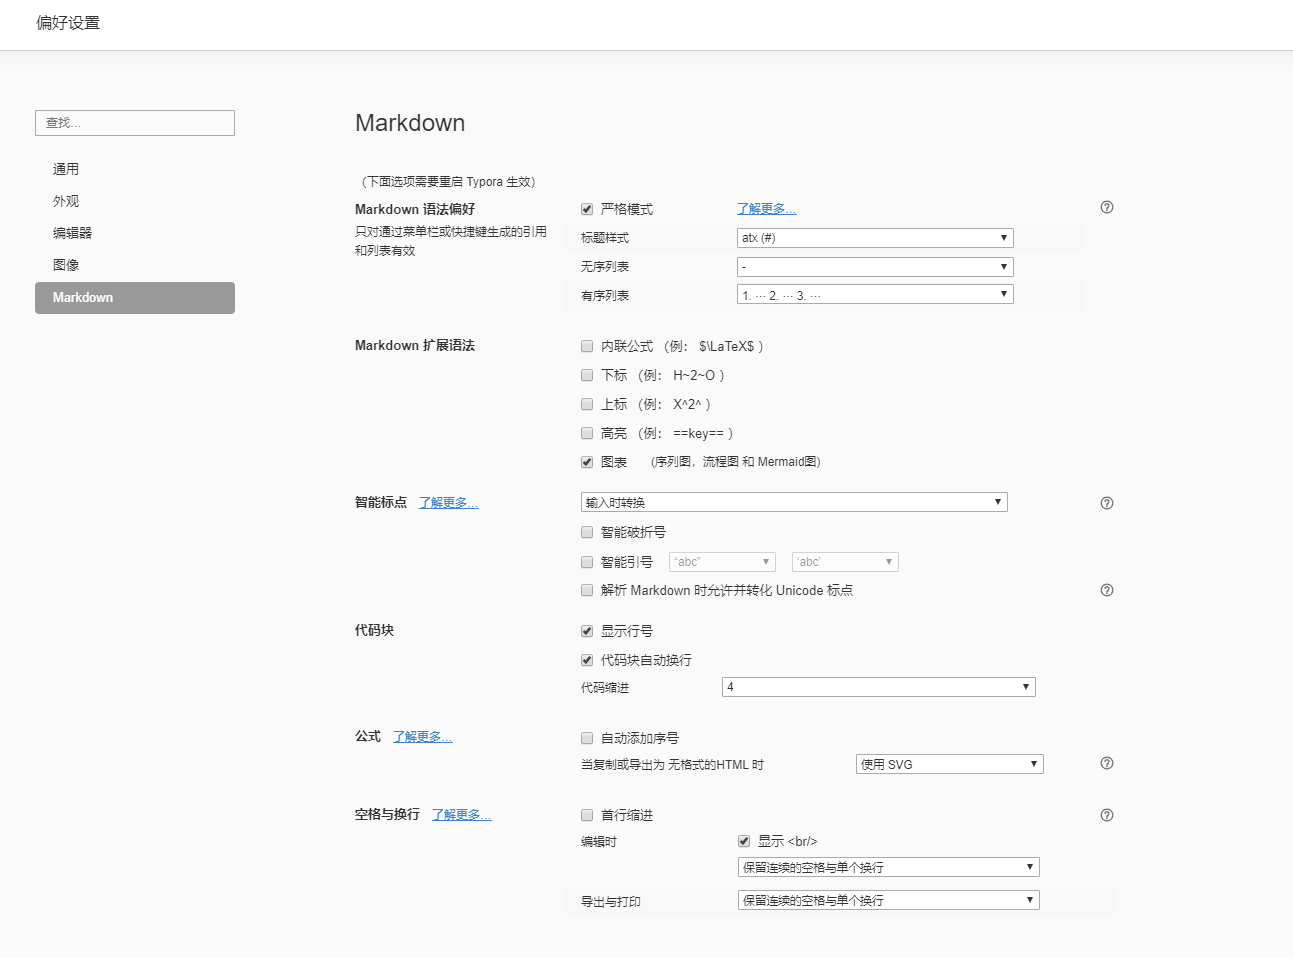 偏好设置
查找...
通用
外观
编辑器
图像
Markdown
Markdown
（下面选项需要重启 Typora 生效）
Markdown 语法偏好
只对通过菜单栏或快捷键生成的引用
和列表有效
严格模式 了解更多...
标题样式 atx (#)
无序列表 -
有序列表 1. ··· 2. ··· 3. ···
Markdown 扩展语法
内联公式 （例： $\LaTeX$ ）
下标 （例： H~2~O ）
上标 （例： X^2^ ）
高亮 （例： ==key== ）
图表 (序列图，流程图 和 Mermaid图)
智能标点 了解更多... 输入时转换
智能破折号
智能引号 “abc” ‘abc’
解析 Markdown 时允许并转化 Unicode 标点
代码块 显示行号
代码块自动换行
代码缩进 4
公式 了解更多... 自动添加序号
当复制或导出为 无格式的HTML 时 使用 SVG
空格与换行 了解更多... 首行缩进
编辑时 显示 <br/>
保留连续的空格与单个换行
导出与打印 保留连续的空格与单个换行